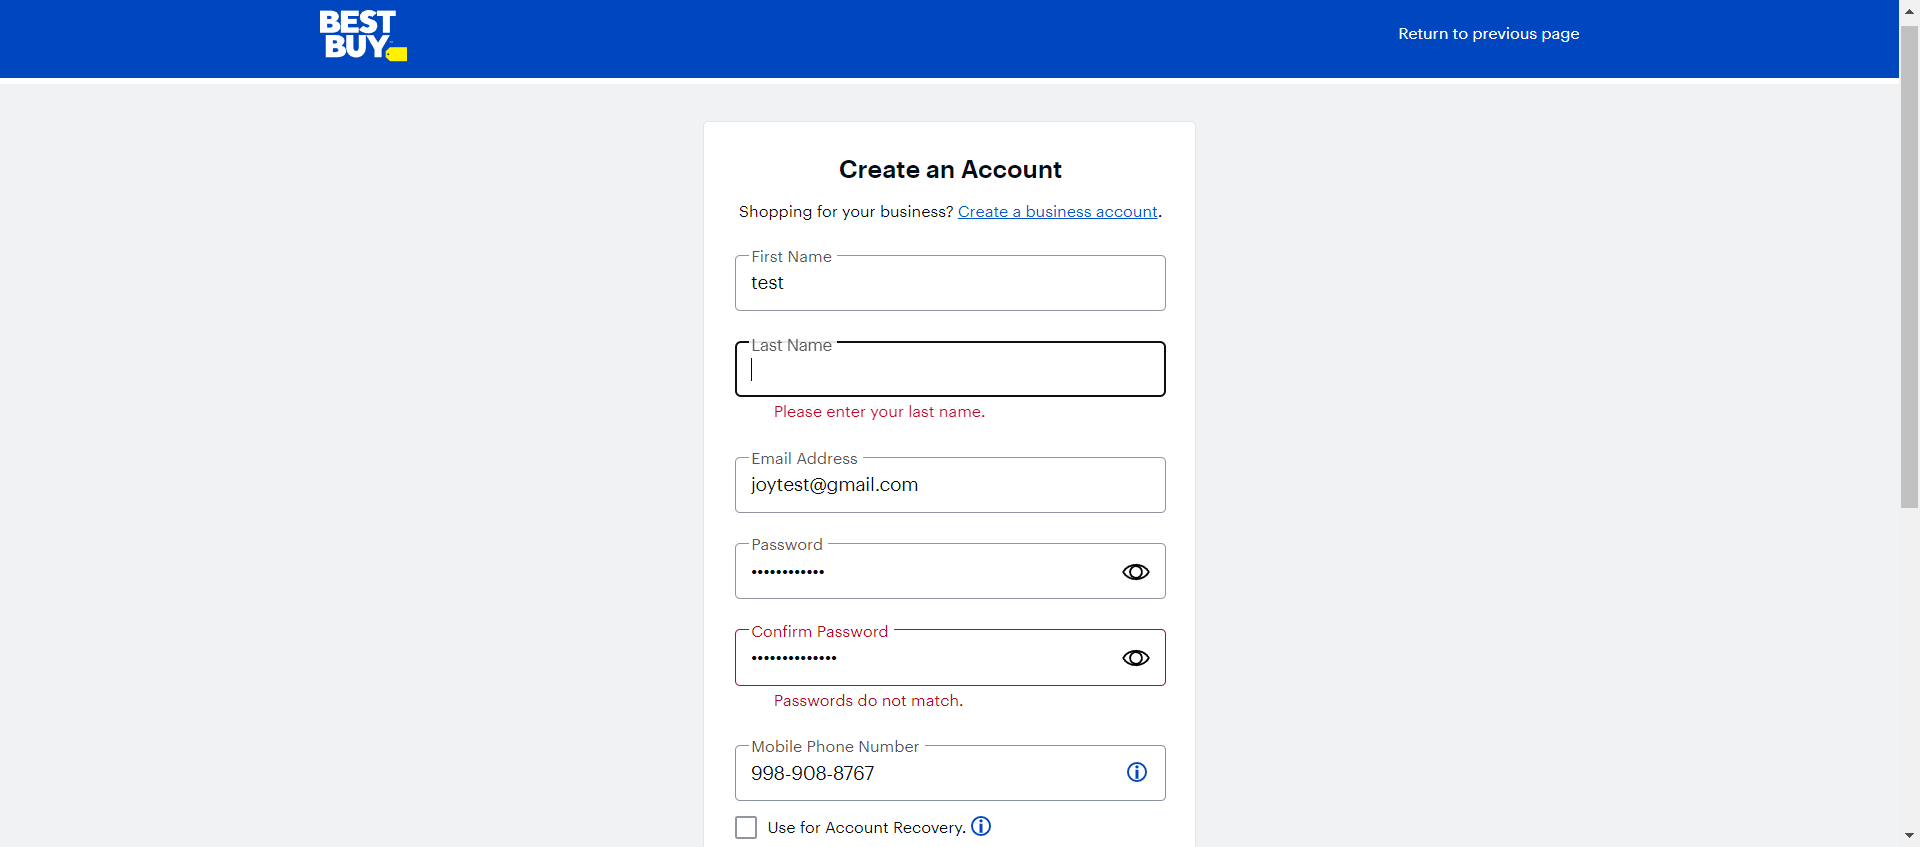 BEST
BUY
Return to previous page
Create an Account
Shopping for your business? Create a business account.
First Name
test
Last Name
Please enter your last name.
Email Address
joytest@gmail.com
Password
••••••••••••
Confirm Password
••••••••••••••
Passwords do not match.
Mobile Phone Number
998-908-8767
Use for Account Recovery.